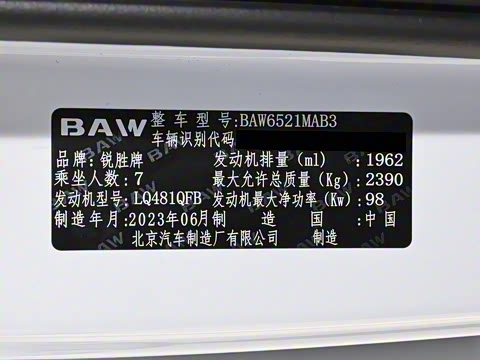 BAW 整车型号:BAW6521MAB3
车辆识别代码
品牌:锐胜牌 发动机排量(ml) :1962
乘坐人数:7 最大允许总质量(Kg):2390
发动机型号:LQ481QFB 发动机最大净功率(Kw):98
制造年月:2023年06月 制造国:中国
北京汽车制造厂有限公司 制造